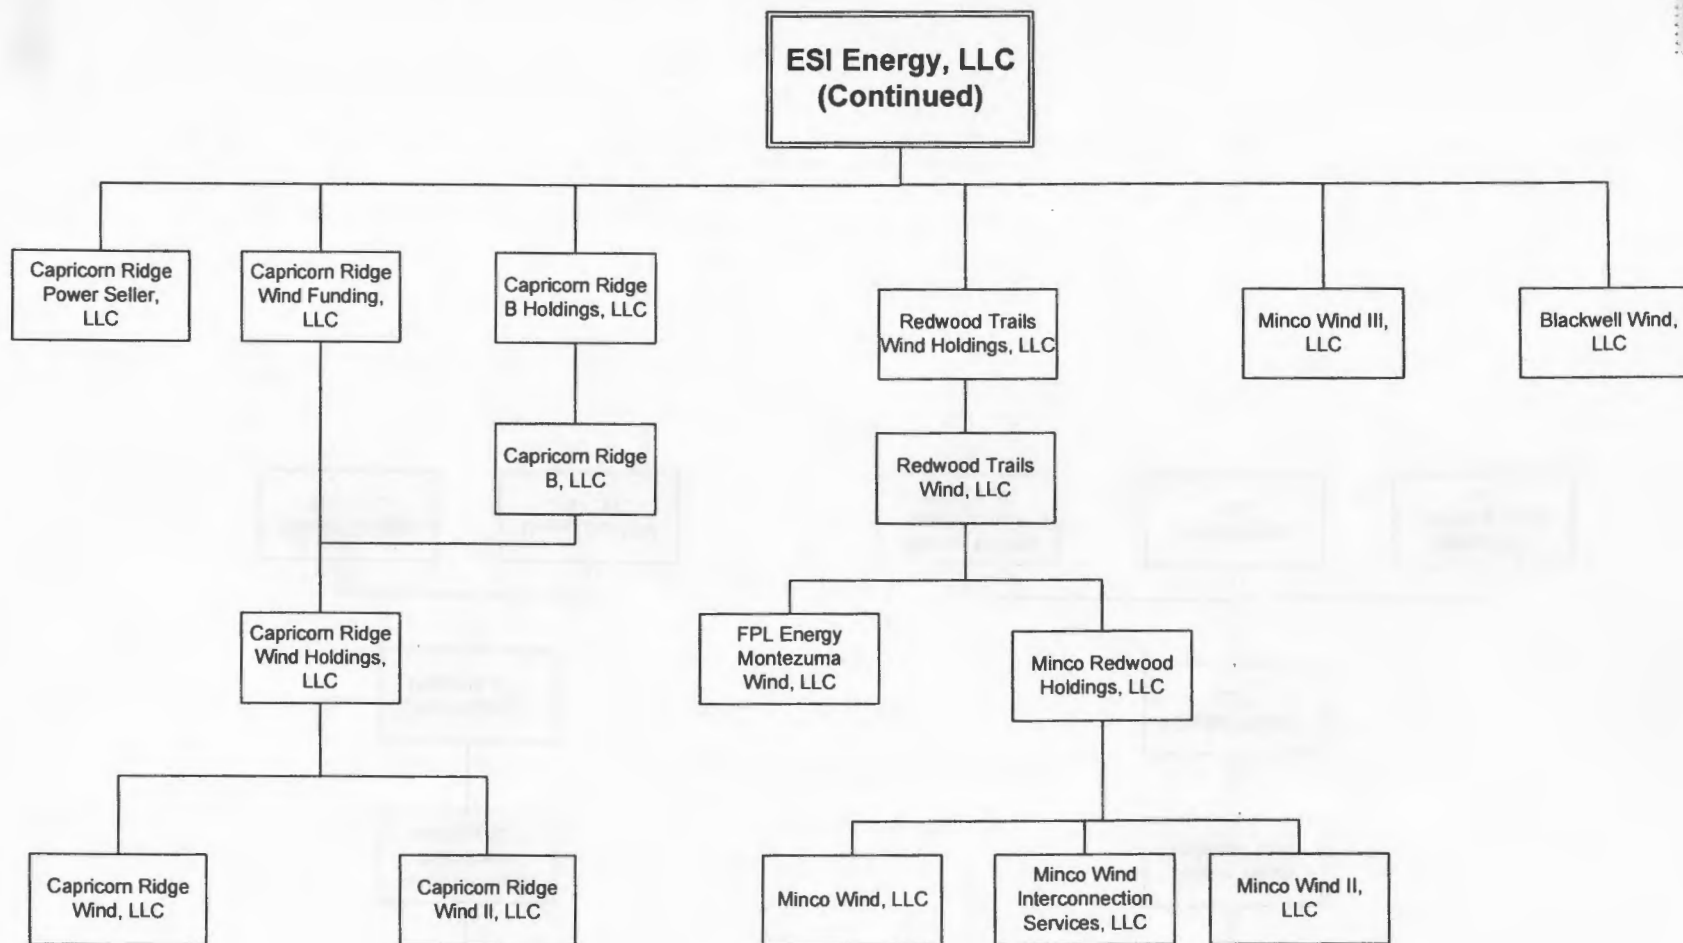 ESI Energy, LLC
(Continued)
Capricorn Ridge
Power Seller,
LLC
Capricorn Ridge
Wind Funding,
LLC
Capricorn Ridge
B Holdings, LLC
Redwood Trails
Wind Holdings, LLC
Minco Wind III,
LLC
Blackwell Wind,
LLC
Capricorn Ridge
B, LLC
Redwood Trails
Wind, LLC
Capricorn Ridge
Wind Holdings,
LLC
FPL Energy
Montezuma
Wind, LLC
Minco Redwood
Holdings, LLC
Capricorn Ridge
Wind, LLC
Capricorn Ridge
Wind II, LLC
Minco Wind, LLC
Minco Wind
Interconnection
Services, LLC
Minco Wind II,
LLC